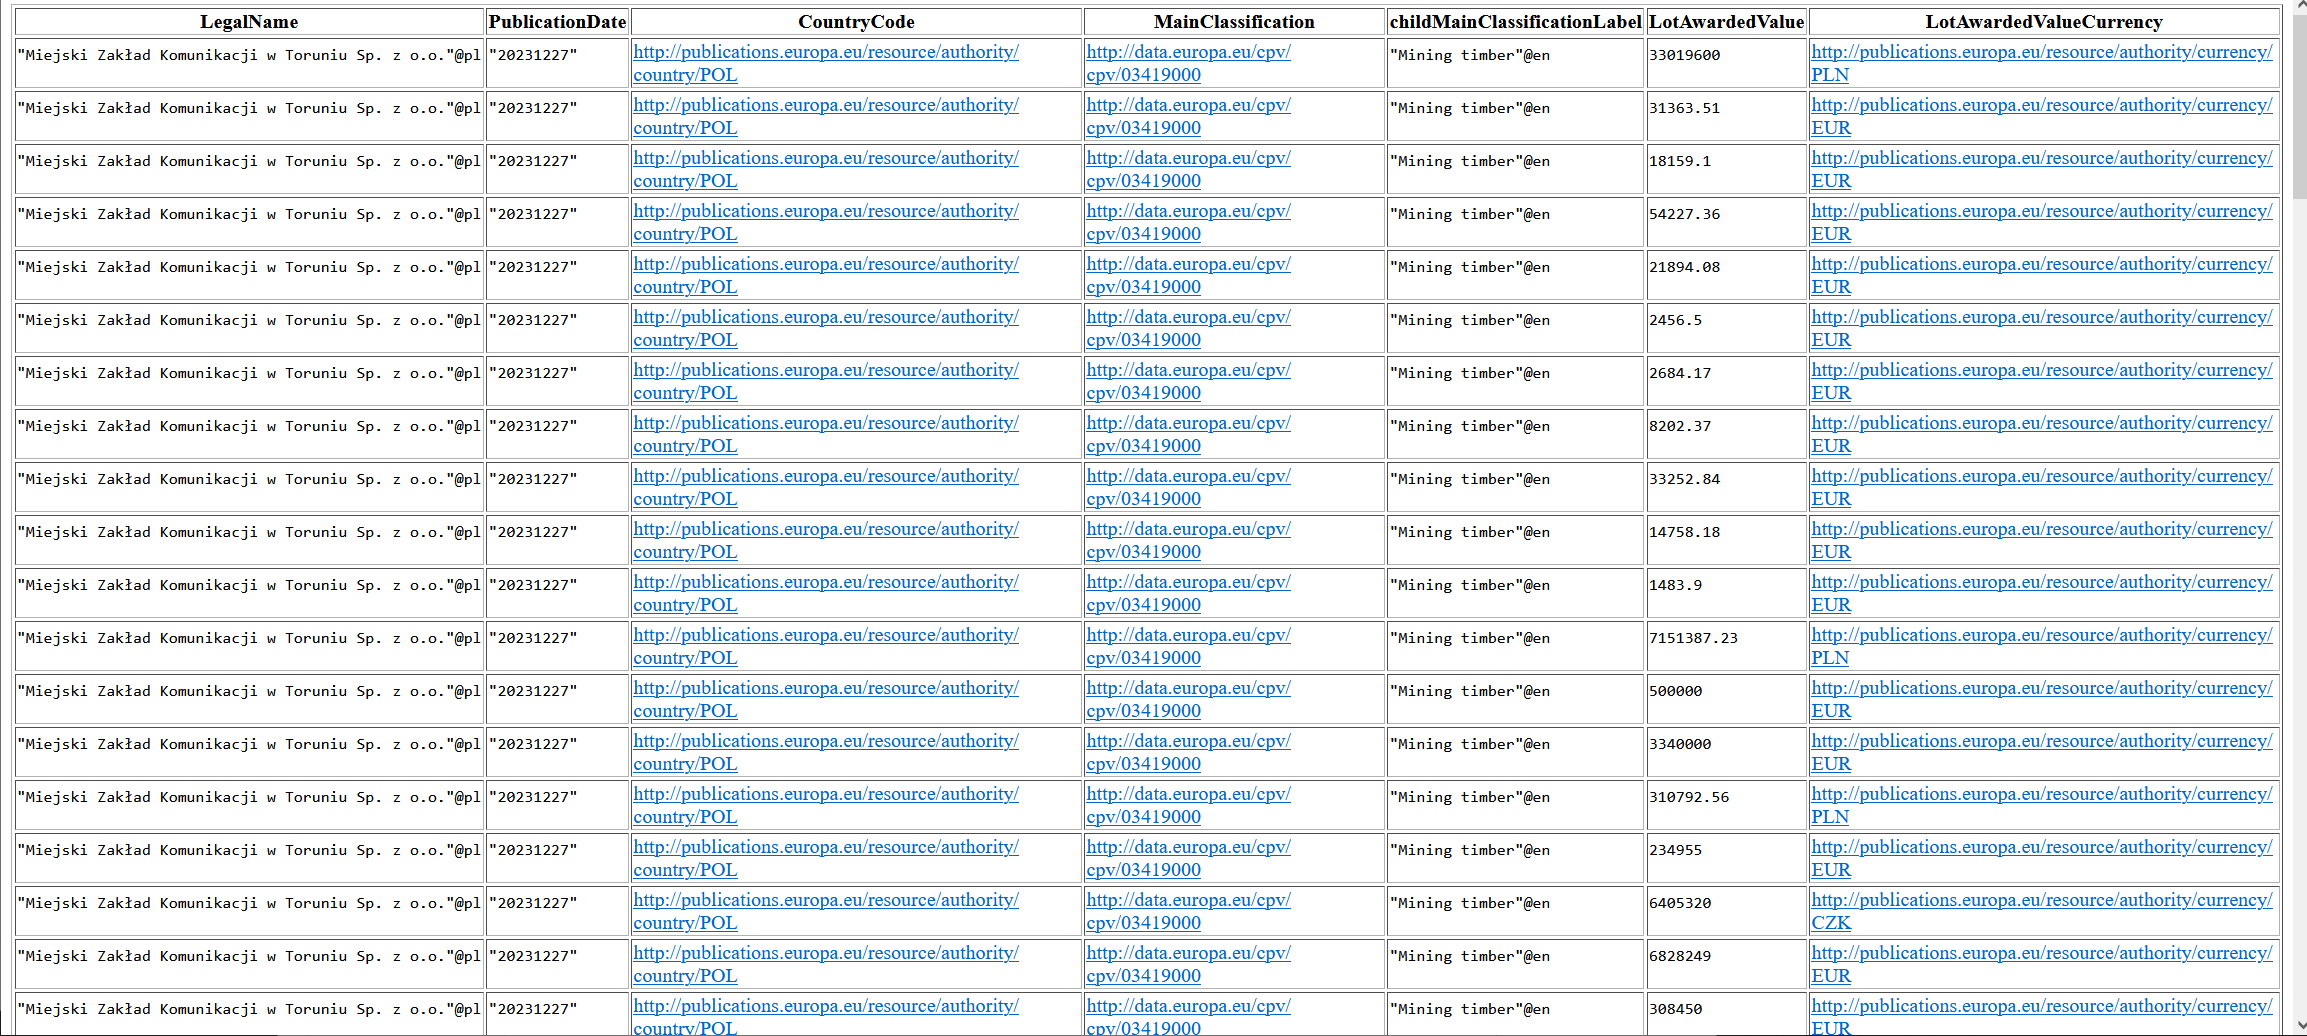 LegalName PublicationDate CountryCode MainClassification childMainClassificationLabel LotAwardedValue LotAwardedValueCurrency
"Miejski Zakład Komunikacji w Toruniu Sp. z o.o."@pl "20231227" http://publications.europa.eu/resource/authority/ http://data.europa.eu/cpv/ "Mining timber"@en 33019600 http://publications.europa.eu/resource/authority/currency/
country/POL cpv/03419000 PLN
"Miejski Zakład Komunikacji w Toruniu Sp. z o.o."@pl "20231227" http://publications.europa.eu/resource/authority/ http://data.europa.eu/cpv/ "Mining timber"@en 31363.51 http://publications.europa.eu/resource/authority/currency/
country/POL cpv/03419000 EUR
"Miejski Zakład Komunikacji w Toruniu Sp. z o.o."@pl "20231227" http://publications.europa.eu/resource/authority/ http://data.europa.eu/cpv/ "Mining timber"@en 18159.1 http://publications.europa.eu/resource/authority/currency/
country/POL cpv/03419000 EUR
"Miejski Zakład Komunikacji w Toruniu Sp. z o.o."@pl "20231227" http://publications.europa.eu/resource/authority/ http://data.europa.eu/cpv/ "Mining timber"@en 54227.36 http://publications.europa.eu/resource/authority/currency/
country/POL cpv/03419000 EUR
"Miejski Zakład Komunikacji w Toruniu Sp. z o.o."@pl "20231227" http://publications.europa.eu/resource/authority/ http://data.europa.eu/cpv/ "Mining timber"@en 21894.08 http://publications.europa.eu/resource/authority/currency/
country/POL cpv/03419000 EUR
"Miejski Zakład Komunikacji w Toruniu Sp. z o.o."@pl "20231227" http://publications.europa.eu/resource/authority/ http://data.europa.eu/cpv/ "Mining timber"@en 2456.5 http://publications.europa.eu/resource/authority/currency/
country/POL cpv/03419000 EUR
"Miejski Zakład Komunikacji w Toruniu Sp. z o.o."@pl "20231227" http://publications.europa.eu/resource/authority/ http://data.europa.eu/cpv/ "Mining timber"@en 2684.17 http://publications.europa.eu/resource/authority/currency/
country/POL cpv/03419000 EUR
"Miejski Zakład Komunikacji w Toruniu Sp. z o.o."@pl "20231227" http://publications.europa.eu/resource/authority/ http://data.europa.eu/cpv/ "Mining timber"@en 8202.37 http://publications.europa.eu/resource/authority/currency/
country/POL cpv/03419000 EUR
"Miejski Zakład Komunikacji w Toruniu Sp. z o.o."@pl "20231227" http://publications.europa.eu/resource/authority/ http://data.europa.eu/cpv/ "Mining timber"@en 33252.84 http://publications.europa.eu/resource/authority/currency/
country/POL cpv/03419000 EUR
"Miejski Zakład Komunikacji w Toruniu Sp. z o.o."@pl "20231227" http://publications.europa.eu/resource/authority/ http://data.europa.eu/cpv/ "Mining timber"@en 14758.18 http://publications.europa.eu/resource/authority/currency/
country/POL cpv/03419000 EUR
"Miejski Zakład Komunikacji w Toruniu Sp. z o.o."@pl "20231227" http://publications.europa.eu/resource/authority/ http://data.europa.eu/cpv/ "Mining timber"@en 1483.9 http://publications.europa.eu/resource/authority/currency/
country/POL cpv/03419000 EUR
"Miejski Zakład Komunikacji w Toruniu Sp. z o.o."@pl "20231227" http://publications.europa.eu/resource/authority/ http://data.europa.eu/cpv/ "Mining timber"@en 7151387.23 http://publications.europa.eu/resource/authority/currency/
country/POL cpv/03419000 PLN
"Miejski Zakład Komunikacji w Toruniu Sp. z o.o."@pl "20231227" http://publications.europa.eu/resource/authority/ http://data.europa.eu/cpv/ "Mining timber"@en 500000 http://publications.europa.eu/resource/authority/currency/
country/POL cpv/03419000 EUR
"Miejski Zakład Komunikacji w Toruniu Sp. z o.o."@pl "20231227" http://publications.europa.eu/resource/authority/ http://data.europa.eu/cpv/ "Mining timber"@en 3340000 http://publications.europa.eu/resource/authority/currency/
country/POL cpv/03419000 EUR
"Miejski Zakład Komunikacji w Toruniu Sp. z o.o."@pl "20231227" http://publications.europa.eu/resource/authority/ http://data.europa.eu/cpv/ "Mining timber"@en 310792.56 http://publications.europa.eu/resource/authority/currency/
country/POL cpv/03419000 PLN
"Miejski Zakład Komunikacji w Toruniu Sp. z o.o."@pl "20231227" http://publications.europa.eu/resource/authority/ http://data.europa.eu/cpv/ "Mining timber"@en 234955 http://publications.europa.eu/resource/authority/currency/
country/POL cpv/03419000 EUR
"Miejski Zakład Komunikacji w Toruniu Sp. z o.o."@pl "20231227" http://publications.europa.eu/resource/authority/ http://data.europa.eu/cpv/ "Mining timber"@en 6405320 http://publications.europa.eu/resource/authority/currency/
country/POL cpv/03419000 CZK
"Miejski Zakład Komunikacji w Toruniu Sp. z o.o."@pl "20231227" http://publications.europa.eu/resource/authority/ http://data.europa.eu/cpv/ "Mining timber"@en 6828249 http://publications.europa.eu/resource/authority/currency/
country/POL cpv/03419000 EUR
"Miejski Zakład Komunikacji w Toruniu Sp. z o.o."@pl "20231227" http://publications.europa.eu/resource/authority/ http://data.europa.eu/cpv/ "Mining timber"@en 308450 http://publications.europa.eu/resource/authority/currency/
country/POL cpv/03419000 EUR